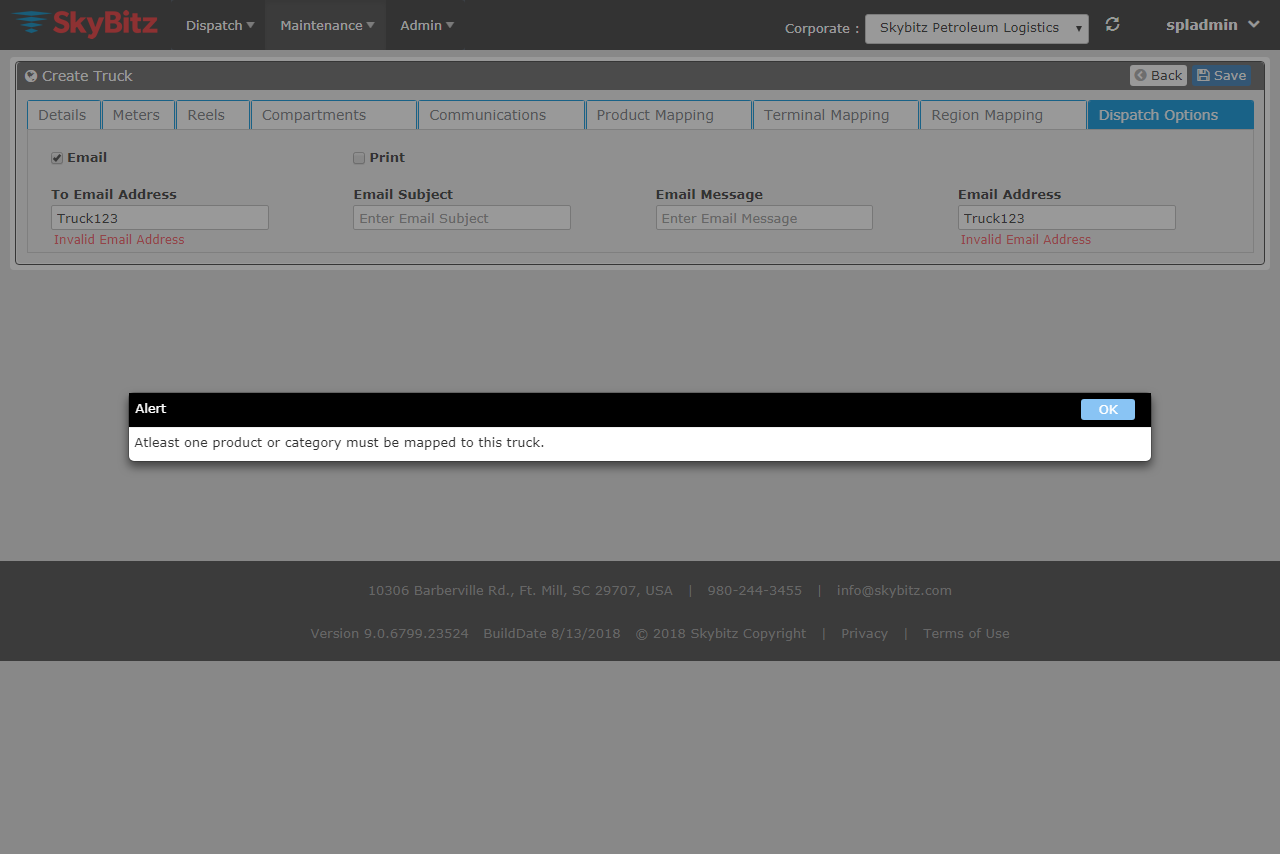 SkyBitz Dispatch Maintenance Admin Corporate : Skybitz Petroleum Logistics spladmin
Create Truck Back Save
Details Meters Reels Compartments Communications Product Mapping Terminal Mapping Region Mapping Dispatch Options
Email Print
To Email Address Email Subject Email Message Email Address
Truck123 Enter Email Subject Enter Email Message Truck123
Invalid Email Address Invalid Email Address
Alert OK
Atleast one product or category must be mapped to this truck.
10306 Barberville Rd., Ft. Mill, SC 29707, USA | 980-244-3455 | info@skybitz.com
Version 9.0.6799.23524 BuildDate 8/13/2018 © 2018 Skybitz Copyright | Privacy | Terms of Use